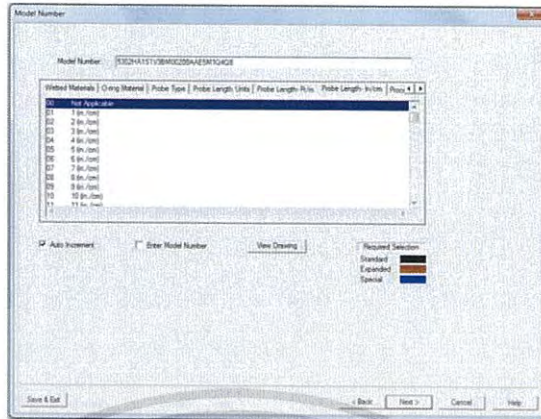 Model Number
Model Number:
Wetted Materials | O-ring Material | Probe Type | Probe Length Units | Probe Length- Ft/m | Probe Length- In/cm
00 Not Applicable
01 1 (in./cm)
02 2 (in./cm)
03 3 (in./cm)
04 4 (in./cm)
05 5 (in./cm)
06 6 (in./cm)
07 7 (in./cm)
08 8 (in./cm)
09 9 (in./cm)
10 10 (in./cm)
11 11 (in./cm)
Auto Increment
Enter Model Number
View Drawing
Required Selection
Standard
Expanded
Special
Save & Exit
< Back
Next >
Cancel
Help